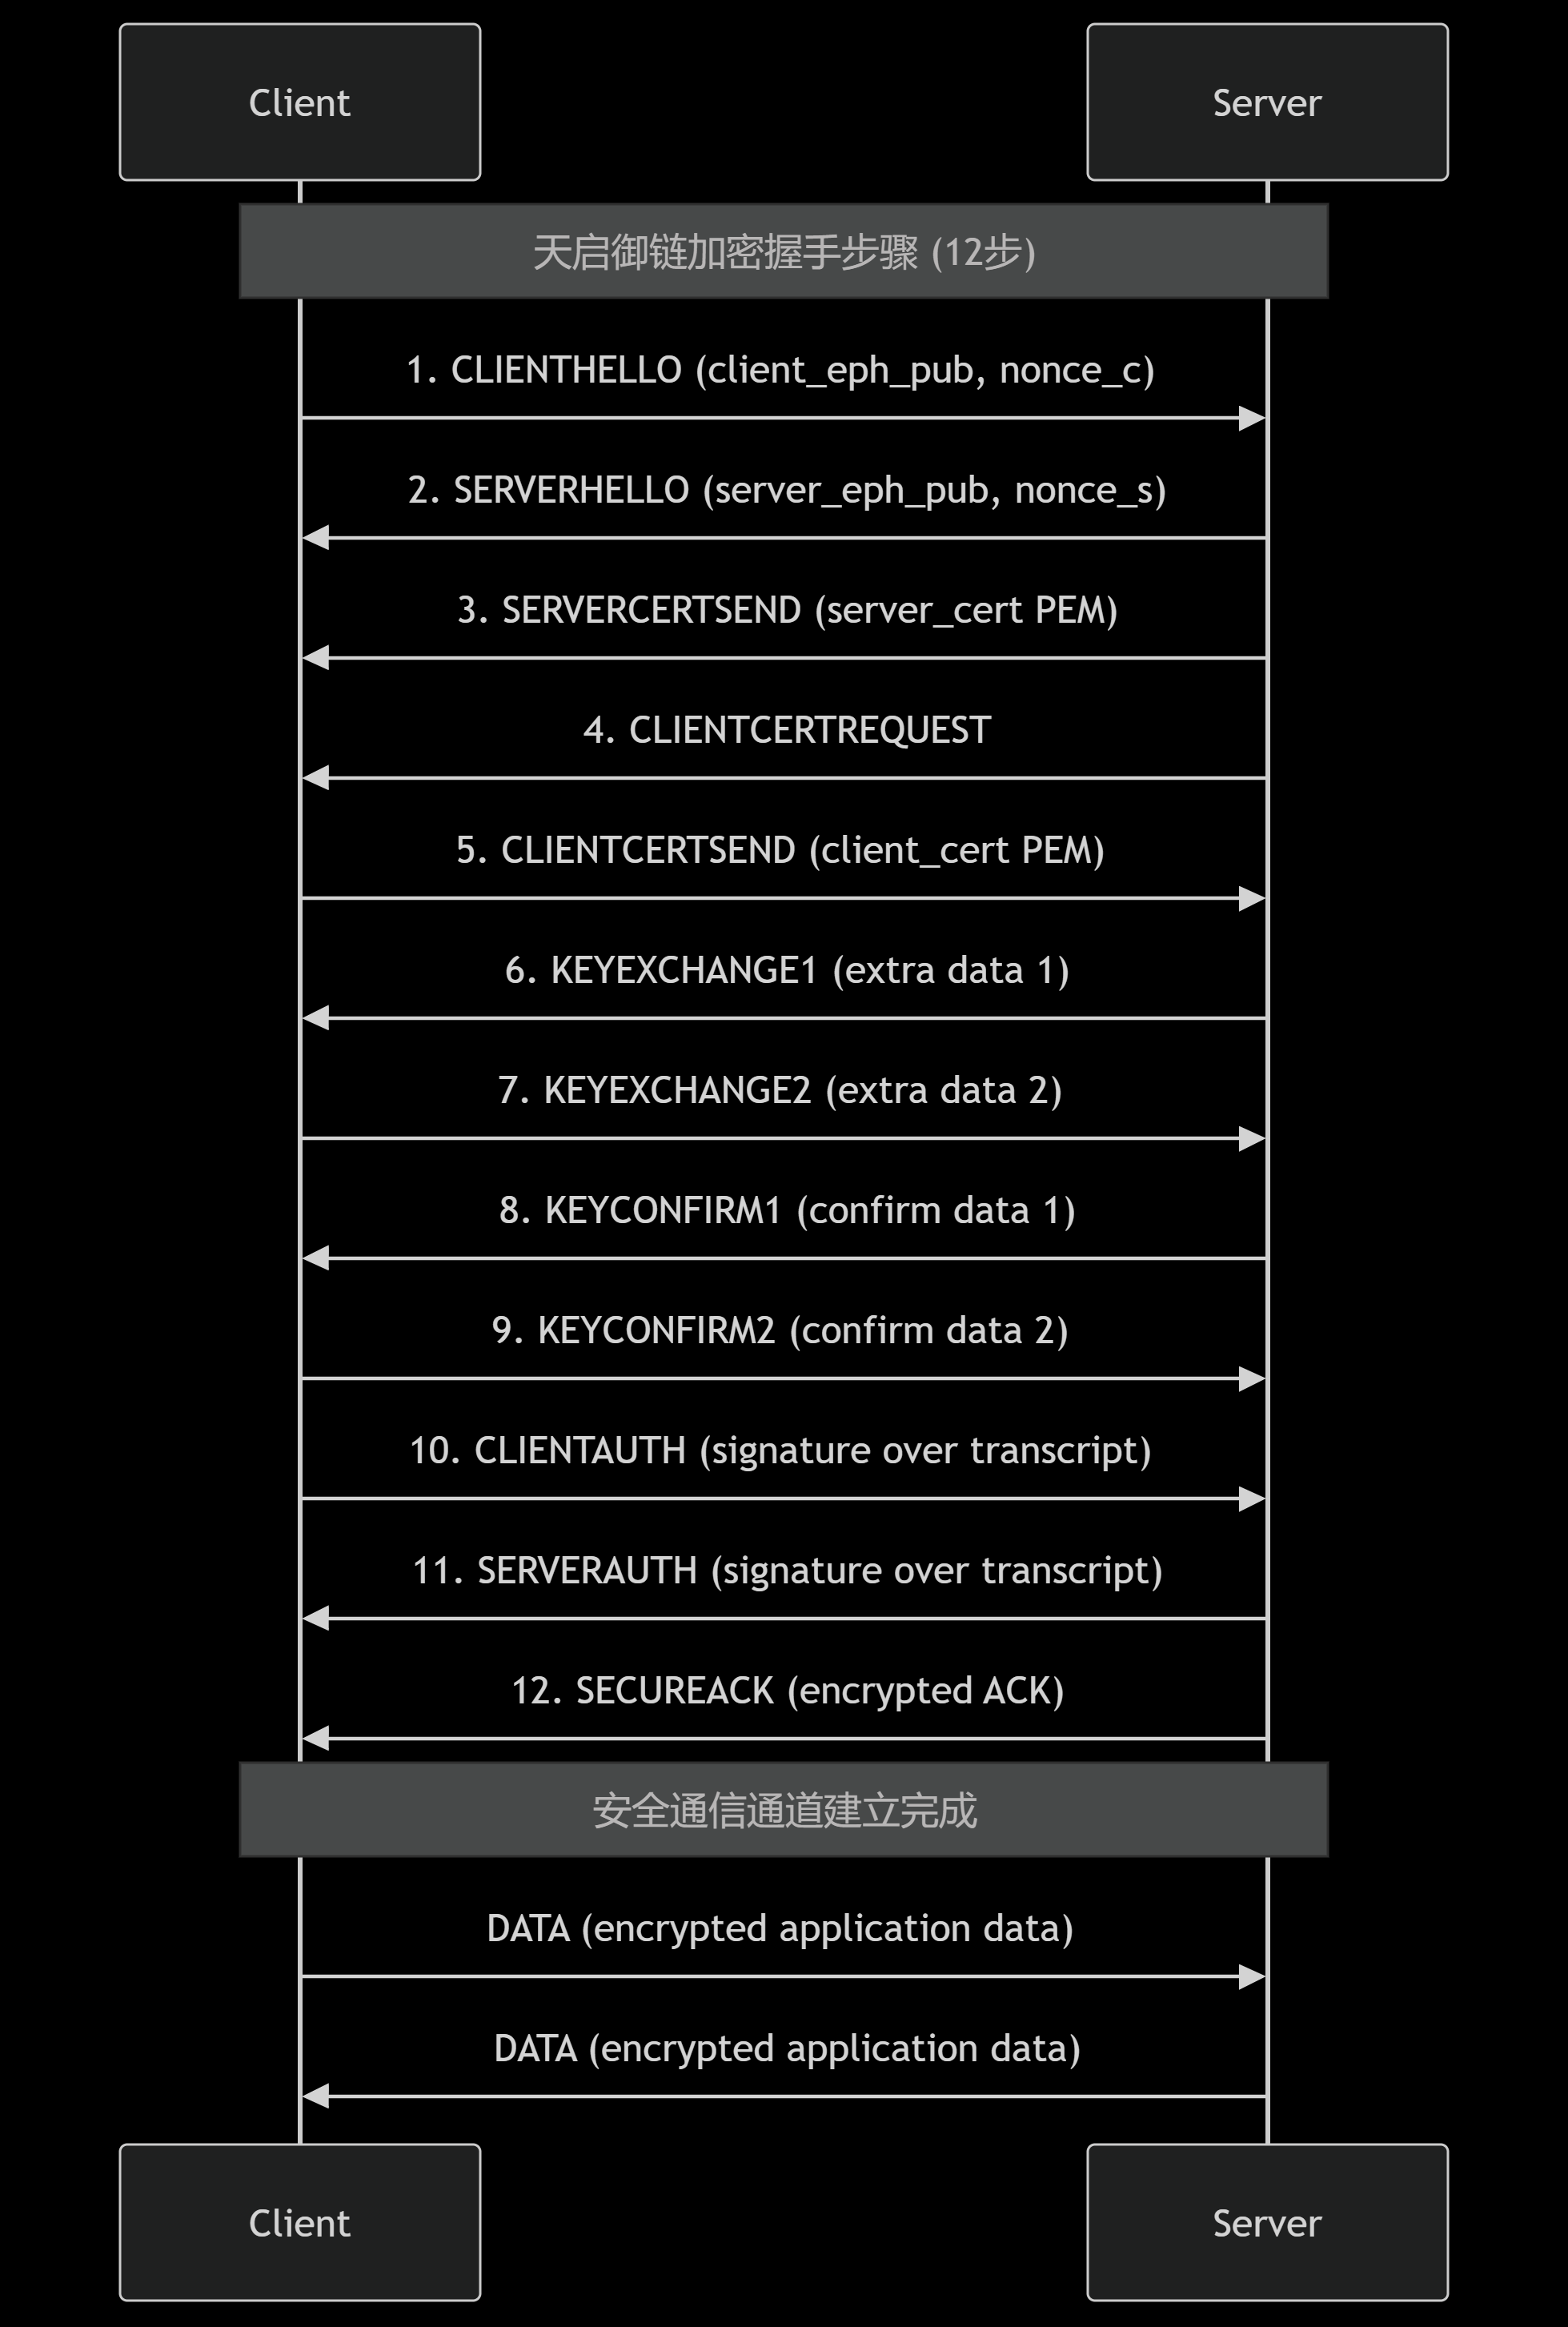 Client
Server
天启御链加密握手步骤 (12步)
1. CLIENTHELLO (client_eph_pub, nonce_c)
2. SERVERHELLO (server_eph_pub, nonce_s)
3. SERVERCERTSEND (server_cert PEM)
4. CLIENTCERTREQUEST
5. CLIENTCERTSEND (client_cert PEM)
6. KEYEXCHANGE1 (extra data 1)
7. KEYEXCHANGE2 (extra data 2)
8. KEYCONFIRM1 (confirm data 1)
9. KEYCONFIRM2 (confirm data 2)
10. CLIENTAUTH (signature over transcript)
11. SERVERAUTH (signature over transcript)
12. SECUREACK (encrypted ACK)
安全通信通道建立完成
DATA (encrypted application data)
DATA (encrypted application data)
Client
Server